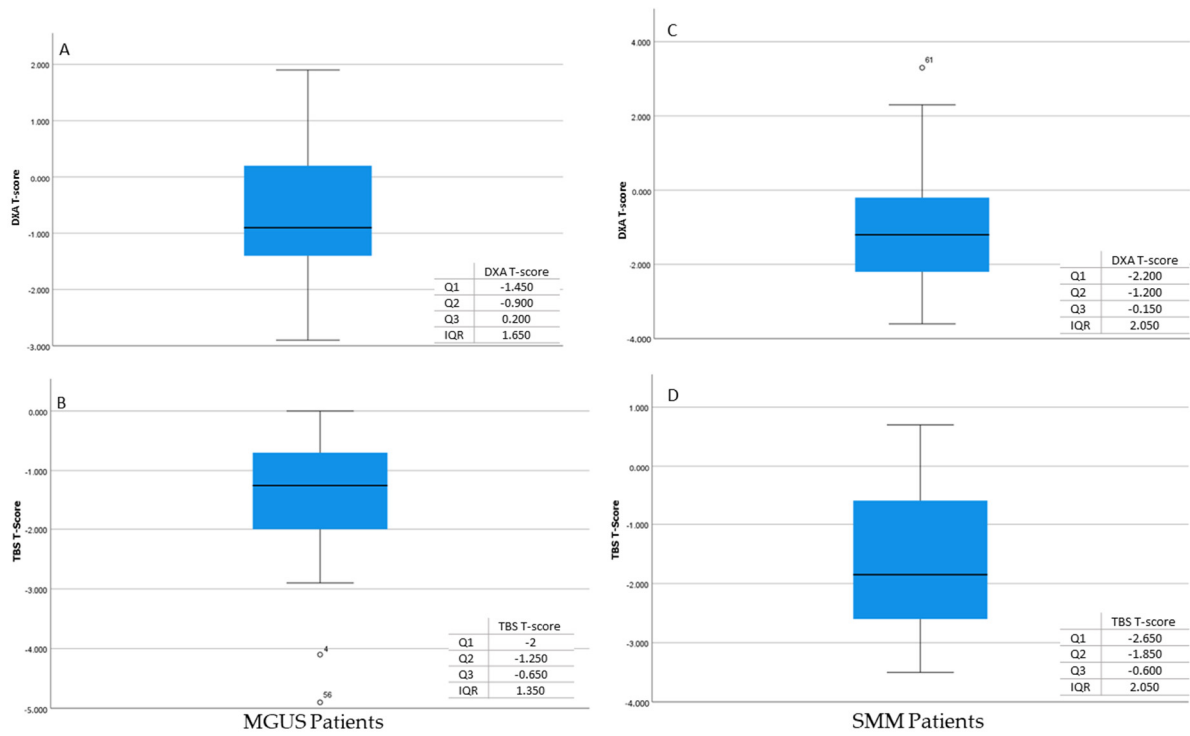 A
2.000
1.000
0.000
-1.000
-2.000
-3.000
DXA T-score
DXA T-score
Q1 -1.450
Q2 -0.900
Q3 0.200
IQR 1.650
B
0.000
-1.000
-2.000
-3.000
-4.000
-5.000
TBS T-Score
4
56
TBS T-score
Q1 -2
Q2 -1.250
Q3 -0.650
IQR 1.350
MGUS Patients
C
4.000
2.000
0.000
-2.000
-4.000
DXA T-score
61
DXA T-score
Q1 -2.200
Q2 -1.200
Q3 -0.150
IQR 2.050
D
1.000
0.000
-1.000
-2.000
-3.000
-4.000
TBS T-Score
TBS T-score
Q1 -2.650
Q2 -1.850
Q3 -0.600
IQR 2.050
SMM Patients